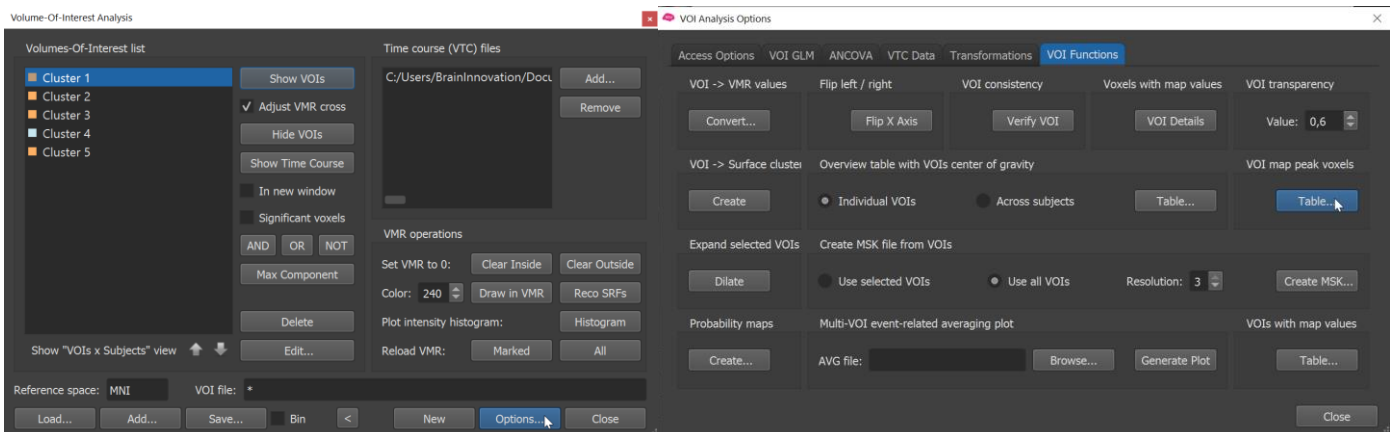 Volume-Of-Interest Analysis
Volumes-Of-Interest list
Cluster 1
Cluster 2
Cluster 3
Cluster 4
Cluster 5
Show VOIs
Adjust VMR cross
Hide VOIs
Show Time Course
In new window
Significant voxels
AND OR NOT
Max Component
Delete
Show "VOIs x Subjects" view
Edit...
Time course (VTC) files
C:/Users/BrainInnovation/Docu
Add...
Remove
VMR operations
Set VMR to 0: Clear Inside Clear Outside
Color: 240 Draw in VMR Reco SRFs
Plot intensity histogram: Histogram
Reload VMR: Marked All
Reference space: MNI VOI file: *
Load... Add... Save... Bin < New Options... Close
VOI Analysis Options
Access Options VOI GLM ANCOVA VTC Data Transformations VOI Functions
VOI -> VMR values Flip left / right VOI consistency Voxels with map values VOI transparency
Convert... Flip X Axis Verify VOI VOI Details Value: 0,6
VOI -> Surface cluster Overview table with VOIs center of gravity VOI map peak voxels
Create Individual VOIs Across subjects Table... Table...
Expand selected VOIs Create MSK file from VOIs
Dilate Use selected VOIs Use all VOIs Resolution: 3 Create MSK...
Probability maps Multi-VOI event-related averaging plot VOIs with map values
Create... AVG file: Browse... Generate Plot Table...
Close